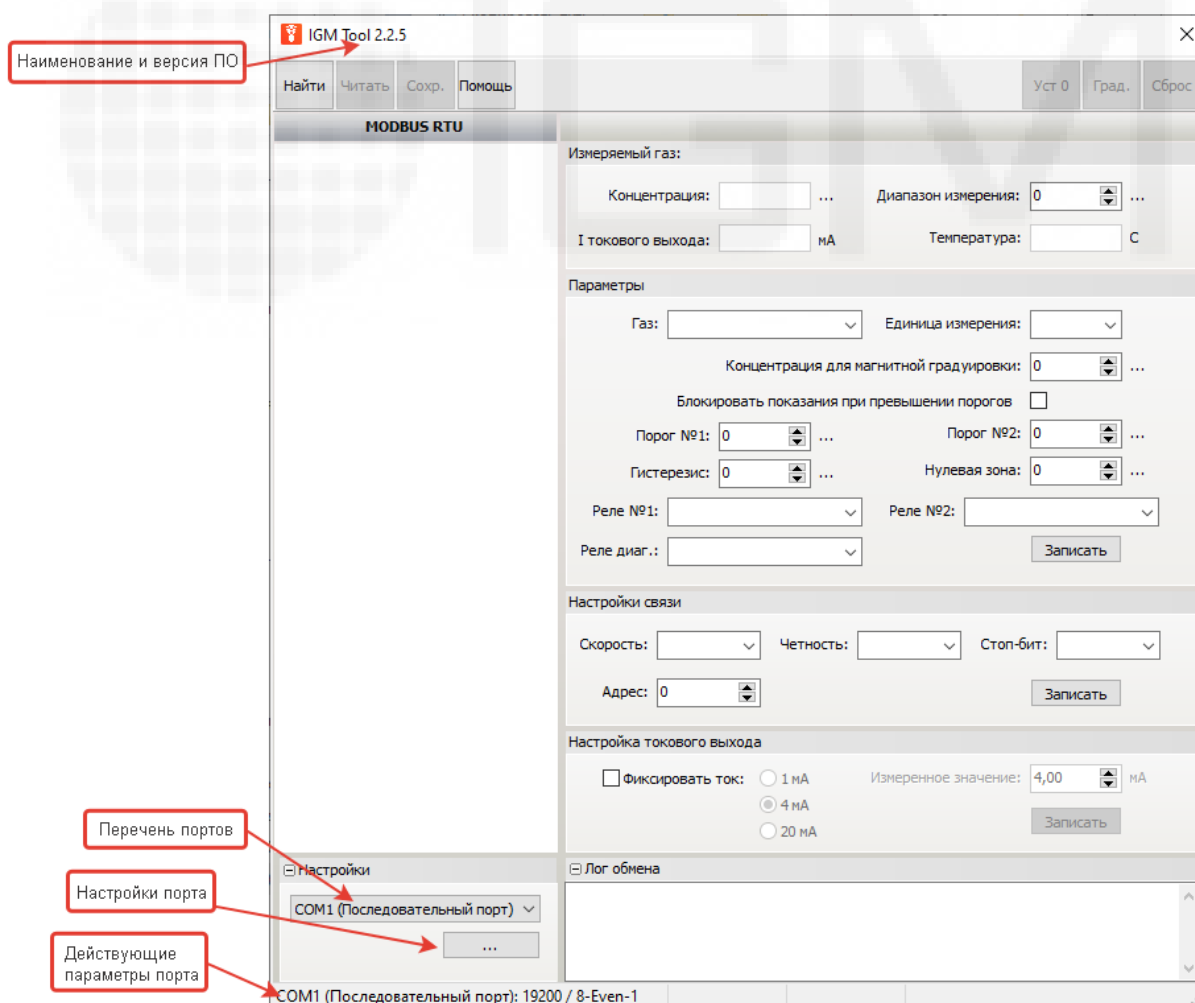 IGM Tool 2.2.5
Наименование и версия ПО
Найти Читать Сохр. Помощь Уст 0 Град. Сброс
MODBUS RTU
Измеряемый газ:
Концентрация: ... Диапазон измерения: 0 ...
I токового выхода: мА Температура: C
Параметры
Газ: Единица измерения:
Концентрация для магнитной градуировки: 0 ...
Блокировать показания при превышении порогов
Порог №1: 0 ... Порог №2: 0 ...
Гистерезис: 0 ... Нулевая зона: 0 ...
Реле №1: Реле №2:
Реле диаг.: Записать
Настройки связи
Скорость: Четность: Стоп-бит:
Адрес: 0 Записать
Настройка токового выхода
Фиксировать ток: 1 мА Измеренное значение: 4,00 мА
4 мА
20 мА Записать
Перечень портов
Настройки Лог обмена
Настройки порта
COM1 (Последовательный порт)
...
Действующие
параметры порта
COM1 (Последовательный порт): 19200 / 8-Even-1
IGM